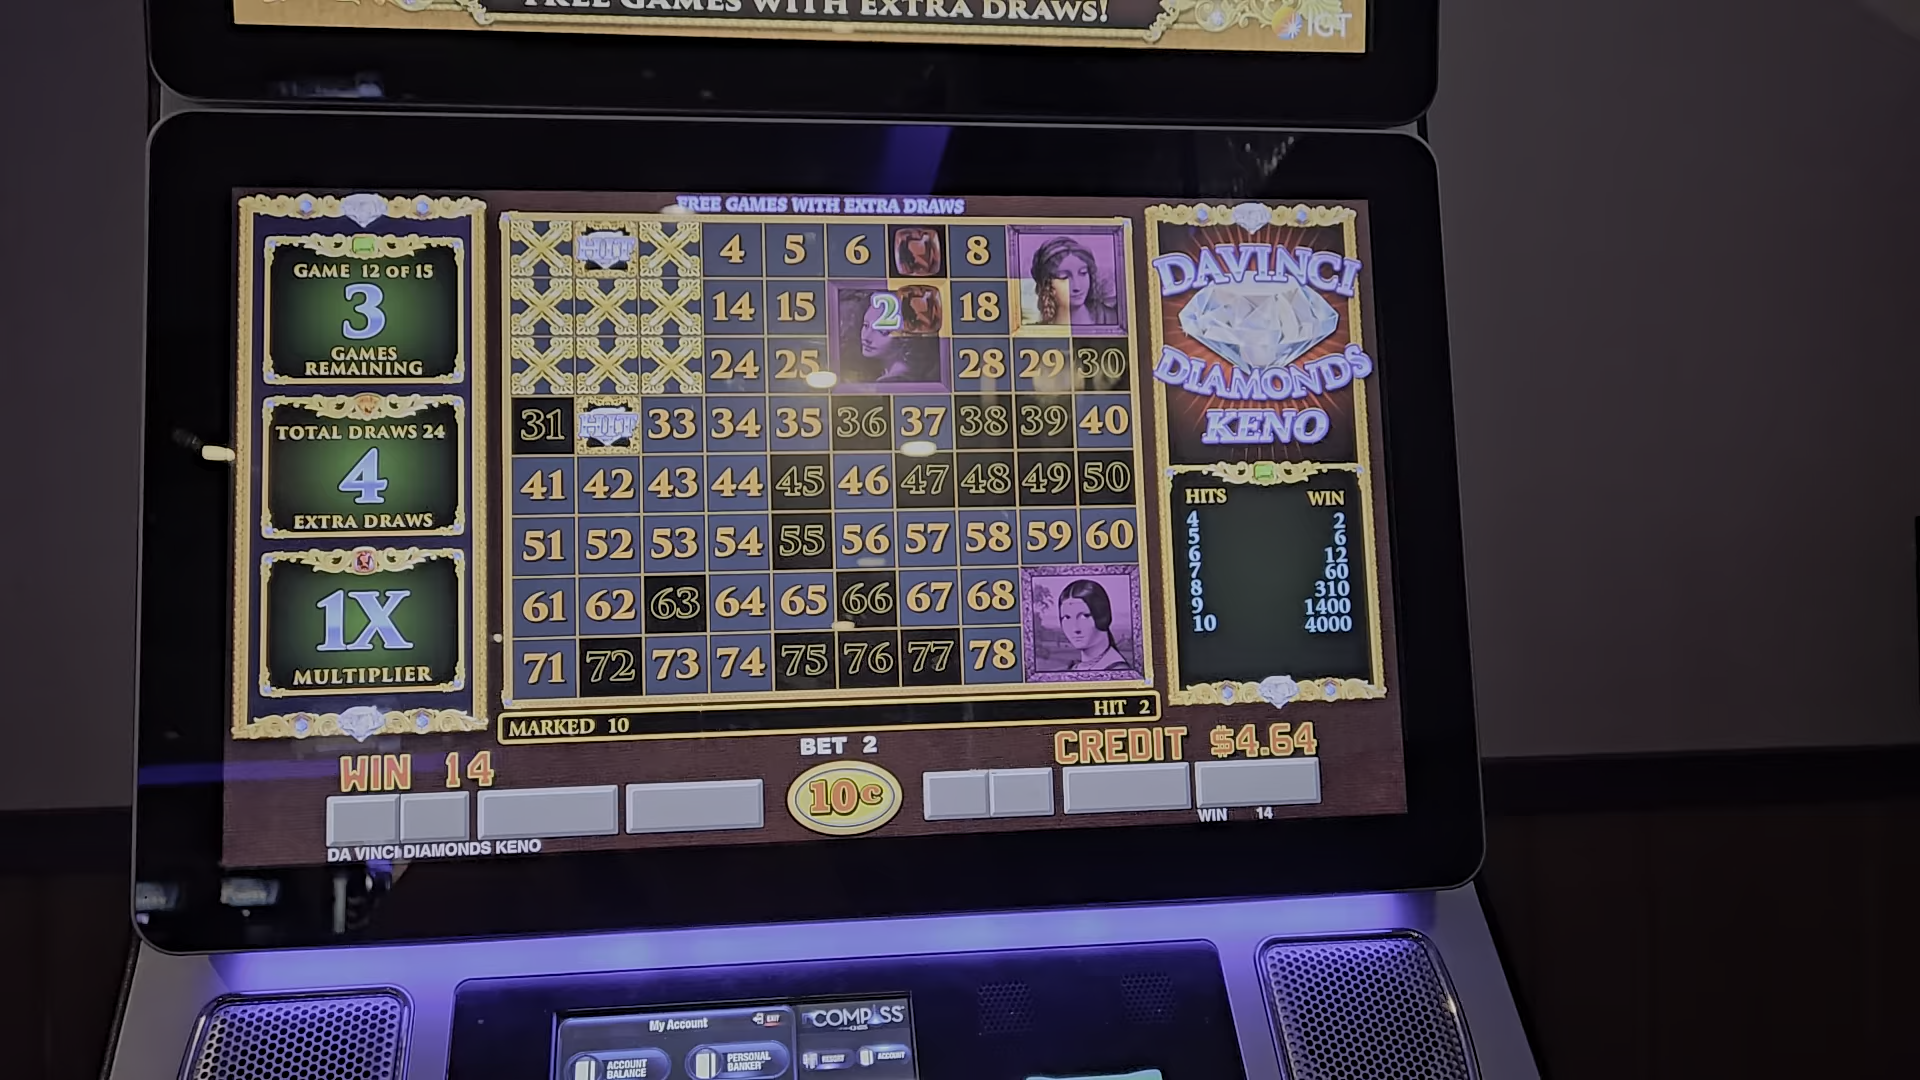 FREE GAMES WITH EXTRA DRAWS!
IGT
FREE GAMES WITH EXTRA DRAWS
GAME 12 OF 15
3
GAMES
REMAINING
TOTAL DRAWS 24
4
EXTRA DRAWS
1X
MULTIPLIER
HIT 4 5 6 8
14 15 2 18
24 25 28 29 30
31 HIT 33 34 35 36 37 38 39 40
41 42 43 44 45 46 47 48 49 50
51 52 53 54 55 56 57 58 59 60
61 62 63 64 65 66 67 68
71 72 73 74 75 76 77 78
MARKED 10
HIT 2
DAVINCI
DIAMONDS
KENO
HITS WIN
4 2
5 6
6 12
7 60
8 310
9 1400
10 4000
WIN 14
BET 2
CREDIT $4.64
10¢
WIN 14
DA VINCI DIAMONDS KENO
My Account
EXIT
COMPASS
ACCOUNT
BALANCE
PERSONAL
BANKER
RESORT
ACCOUNT